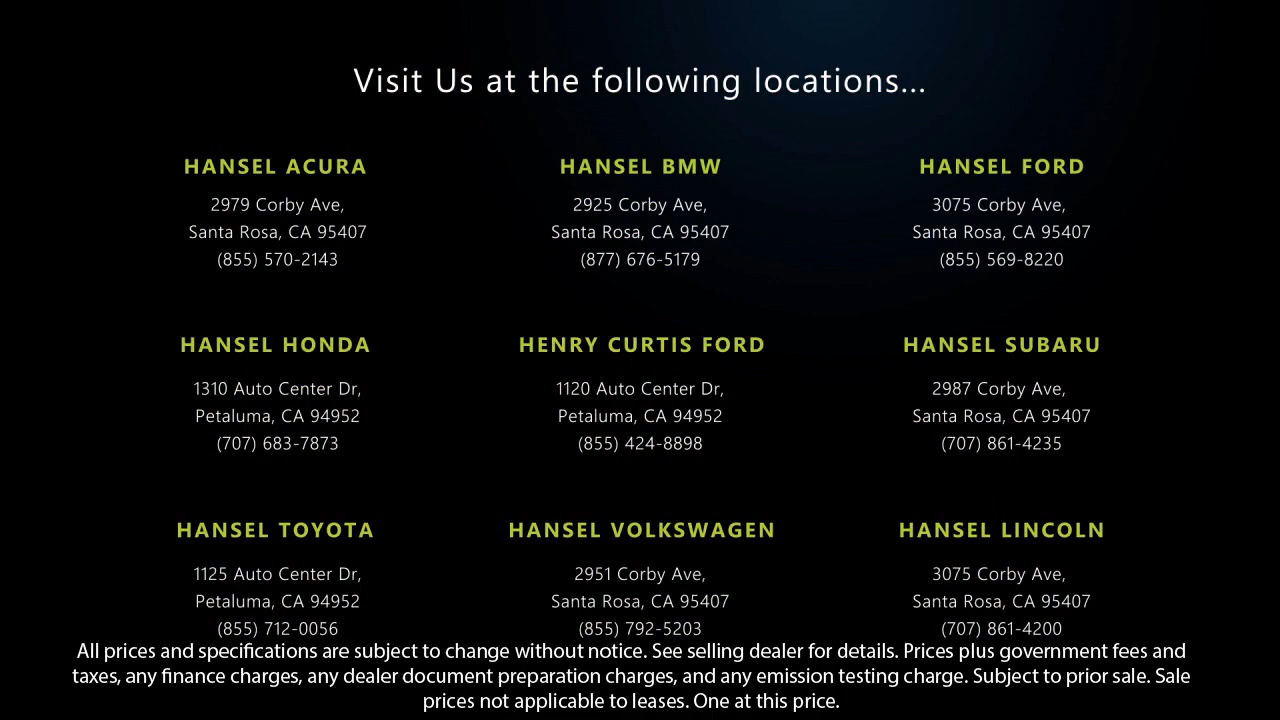 Visit Us at the following locations...
HANSEL ACURA
2979 Corby Ave,
Santa Rosa, CA 95407
(855) 570-2143
HANSEL BMW
2925 Corby Ave,
Santa Rosa, CA 95407
(877) 676-5179
HANSEL FORD
3075 Corby Ave,
Santa Rosa, CA 95407
(855) 569-8220
HANSEL HONDA
1310 Auto Center Dr,
Petaluma, CA 94952
(707) 683-7873
HENRY CURTIS FORD
1120 Auto Center Dr,
Petaluma, CA 94952
(855) 424-8898
HANSEL SUBARU
2987 Corby Ave,
Santa Rosa, CA 95407
(707) 861-4235
HANSEL TOYOTA
1125 Auto Center Dr,
Petaluma, CA 94952
(855) 712-0056
HANSEL VOLKSWAGEN
2951 Corby Ave,
Santa Rosa, CA 95407
(855) 792-5203
HANSEL LINCOLN
3075 Corby Ave,
Santa Rosa, CA 95407
(707) 861-4200
All prices and specifications are subject to change without notice. See selling dealer for details. Prices plus government fees and
taxes, any finance charges, any dealer document preparation charges, and any emission testing charge. Subject to prior sale. Sale
prices not applicable to leases. One at this price.